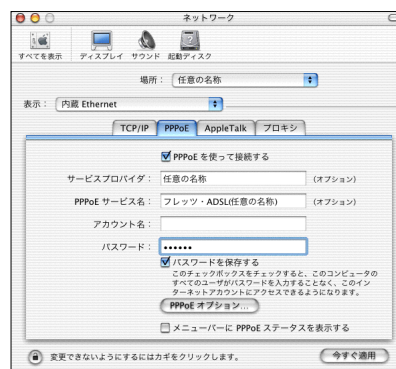 ネットワーク
すべてを表示 ディスプレイ サウンド 起動ディスク
場所： 任意の名称
表示： 内蔵 Ethernet
TCP/IP PPPoE AppleTalk プロキシ
PPPoE を使って接続する
サービスプロバイダ： 任意の名称 (オプション)
PPPoE サービス名： フレッツ・ADSL(任意の名称) (オプション)
アカウント名：
パスワード： ••••••
パスワードを保存する
このチェックボックスをチェックすると、このコンピュータの
すべてのユーザがパスワードを入力することなく、このイン
ターネットアカウントにアクセスできるようになります。
PPPoE オプション...
メニューバーに PPPoE ステータスを表示する
変更できないようにするにはカギをクリックします。 今すぐ適用